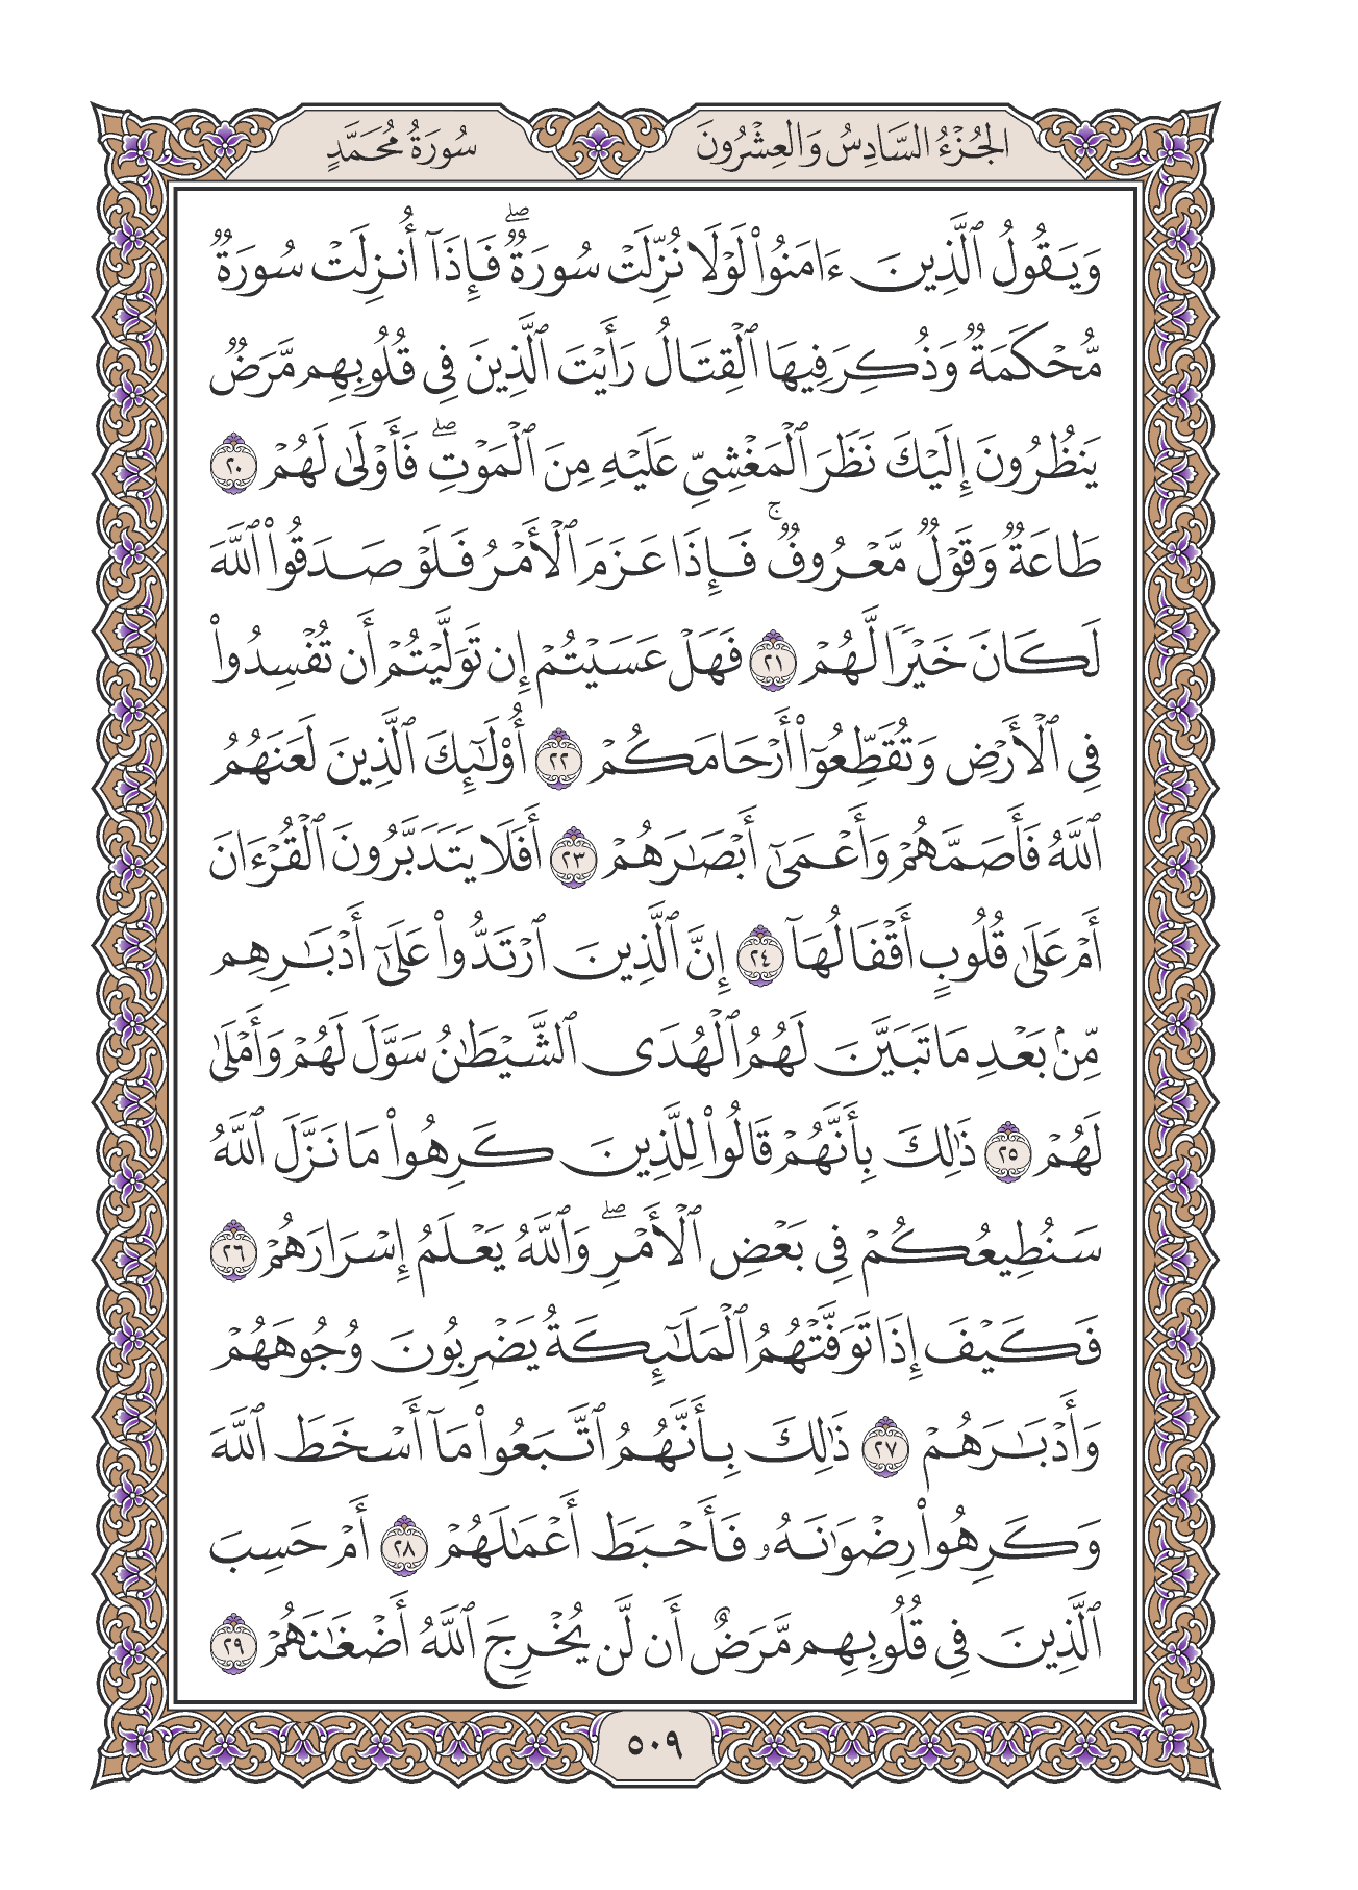 الجُزْءُ السَّادِسُ وَالعِشْرُونَ
سُورَةُ مُحَمَّدٍ
وَيَقُولُ ٱلَّذِينَ ءَامَنُوا۟ لَوْلَا نُزِّلَتْ سُورَةٌۖ فَإِذَآ أُنزِلَتْ سُورَةٌ
مُّحْكَمَةٌ وَذُكِرَ فِيهَا ٱلْقِتَالُ رَأَيْتَ ٱلَّذِينَ فِى قُلُوبِهِم مَّرَضٌ
يَنظُرُونَ إِلَيْكَ نَظَرَ ٱلْمَغْشِىِّ عَلَيْهِ مِنَ ٱلْمَوْتِۖ فَأَوْلَىٰ لَهُمْ ٢٠
طَاعَةٌ وَقَوْلٌ مَّعْرُوفٌۚ فَإِذَا عَزَمَ ٱلْأَمْرُ فَلَوْ صَدَقُوا۟ ٱللَّهَ
لَكَانَ خَيْرًا لَّهُمْ ٢١ فَهَلْ عَسَيْتُمْ إِن تَوَلَّيْتُمْ أَن تُفْسِدُوا۟
فِى ٱلْأَرْضِ وَتُقَطِّعُوٓا۟ أَرْحَامَكُمْ ٢٢ أُو۟لَـٰٓئِكَ ٱلَّذِينَ لَعَنَهُمُ
ٱللَّهُ فَأَصَمَّهُمْ وَأَعْمَىٰٓ أَبْصَـٰرَهُمْ ٢٣ أَفَلَا يَتَدَبَّرُونَ ٱلْقُرْءَانَ
أَمْ عَلَىٰ قُلُوبٍ أَقْفَالُهَآ ٢٤ إِنَّ ٱلَّذِينَ ٱرْتَدُّوا۟ عَلَىٰٓ أَدْبَـٰرِهِم
مِّنۢ بَعْدِ مَا تَبَيَّنَ لَهُمُ ٱلْهُدَى ٱلشَّيْطَـٰنُ سَوَّلَ لَهُمْ وَأَمْلَىٰ
لَهُمْ ٢٥ ذَٰلِكَ بِأَنَّهُمْ قَالُوا۟ لِلَّذِينَ كَرِهُوا۟ مَا نَزَّلَ ٱللَّهُ
سَنُطِيعُكُمْ فِى بَعْضِ ٱلْأَمْرِۖ وَٱللَّهُ يَعْلَمُ إِسْرَارَهُمْ ٢٦
فَكَيْفَ إِذَا تَوَفَّتْهُمُ ٱلْمَلَـٰٓئِكَةُ يَضْرِبُونَ وُجُوهَهُمْ
وَأَدْبَـٰرَهُمْ ٢٧ ذَٰلِكَ بِأَنَّهُمُ ٱتَّبَعُوا۟ مَآ أَسْخَطَ ٱللَّهَ
وَكَرِهُوا۟ رِضْوَٰنَهُۥ فَأَحْبَطَ أَعْمَـٰلَهُمْ ٢٨ أَمْ حَسِبَ
ٱلَّذِينَ فِى قُلُوبِهِم مَّرَضٌ أَن لَّن يُخْرِجَ ٱللَّهُ أَضْغَـٰنَهُمْ ٢٩
٥٠٩